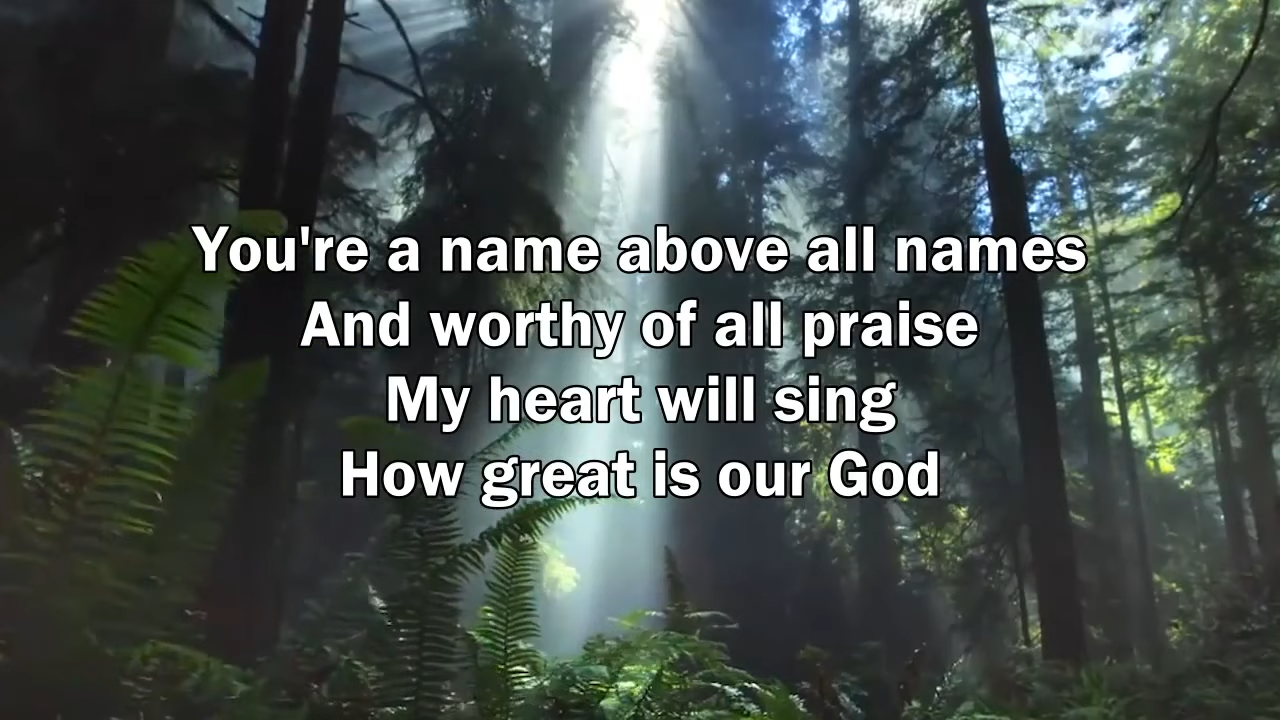 You're a name above all names
And worthy of all praise
My heart will sing
How great is our God